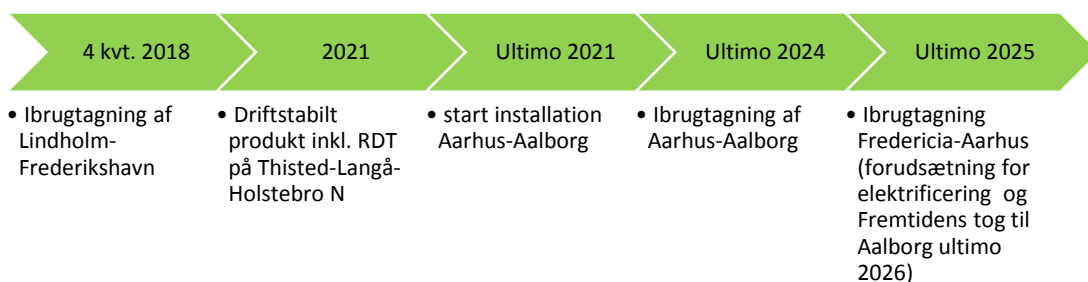 4 kvt. 2018
• Ibrugtagning af
Lindholm-
Frederikshavn
2021
• Driftstabilt
produkt inkl. RDT
på Thisted-Langå-
Holstebro N
Ultimo 2021
• start installation
Aarhus-Aalborg
Ultimo 2024
• Ibrugtagning af
Aarhus-Aalborg
Ultimo 2025
• Ibrugtagning
Fredericia-Aarhus
(forudsætning for
elektrificering og
Fremtidens tog til
Aalborg ultimo
2026)